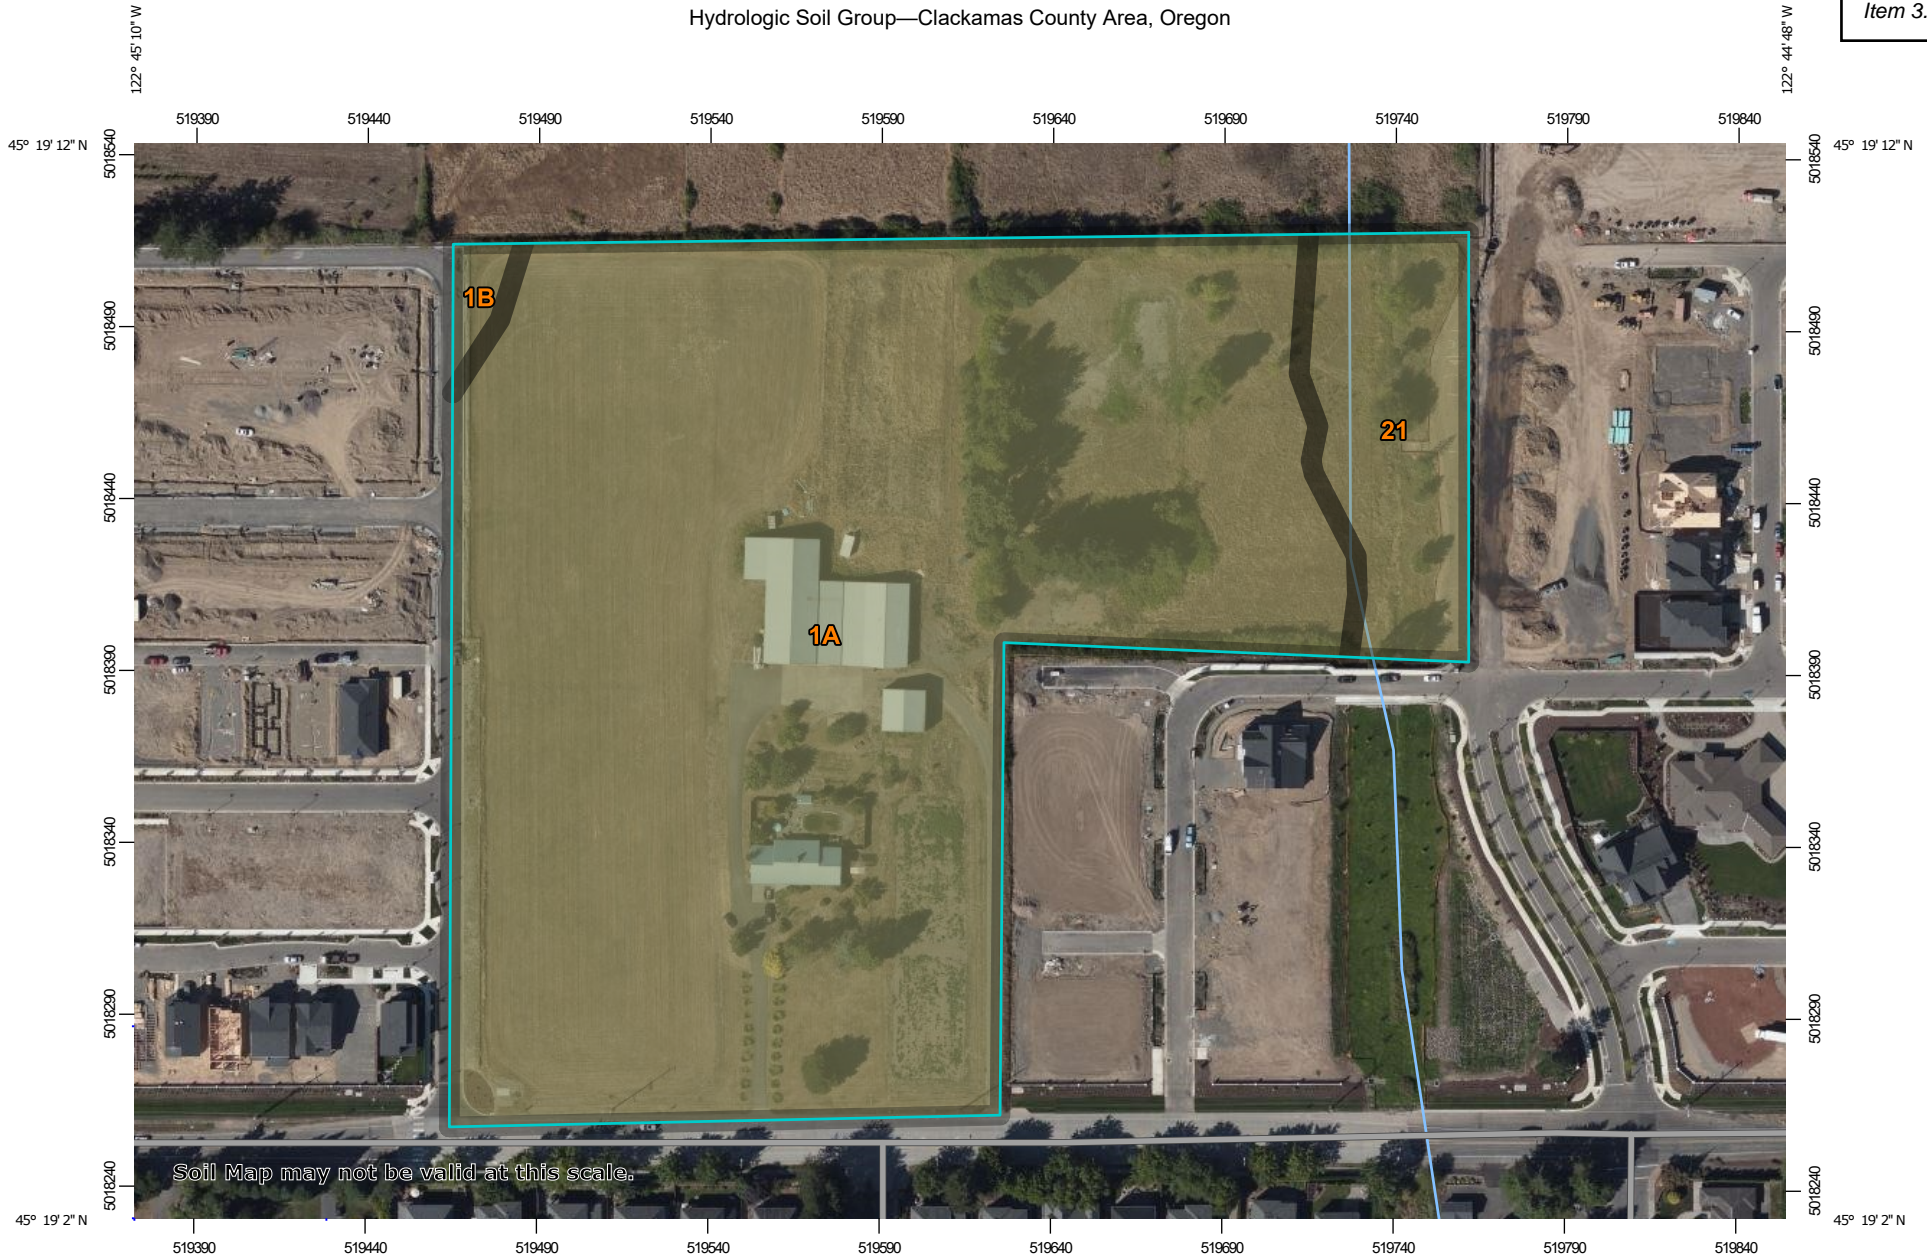 Hydrologic Soil Group—Clackamas County Area, Oregon
Item 3.
122° 45' 10" W
122° 44' 48" W
519390 519440 519490 519540 519590 519640 519690 519740 519790 519840
45° 19' 12" N
45° 19' 12" N
5018540
5018540
1B
5018490
5018490
21
5018440
5018440
1A
5018390
5018390
5018340
5018340
5018290
5018290
Soil Map may not be valid at this scale.
5018240
5018240
45° 19' 2" N
45° 19' 2" N
519390 519440 519490 519540 519590 519640 519690 519740 519790 519840